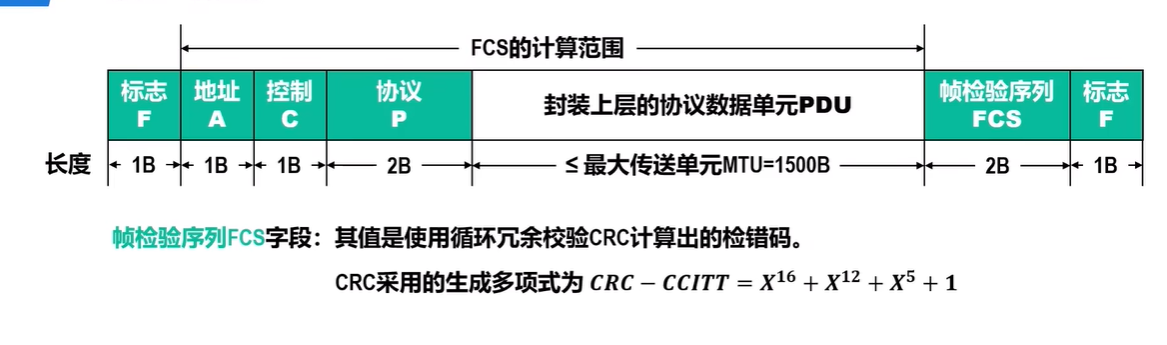 FCS的计算范围
标志 地址 控制 协议 封装上层的协议数据单元PDU 帧检验序列 标志
F A C P FCS F
长度 1B 1B 1B 2B ≤ 最大传送单元MTU=1500B 2B 1B
帧检验序列FCS字段：其值是使用循环冗余校验CRC计算出的检错码。
CRC采用的生成多项式为 CRC − CCITT = X¹⁶ + X¹² + X⁵ + 1